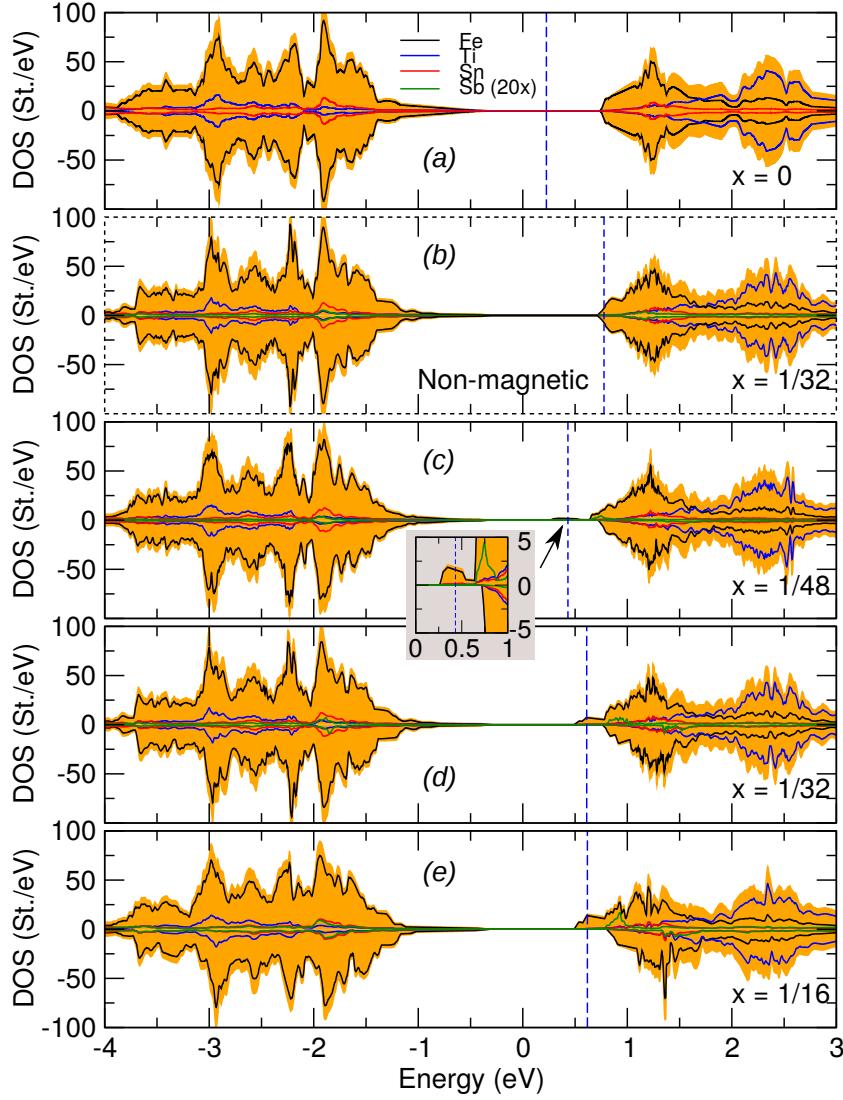 100
50
0
-50
DOS (St./eV)
Fe
Ti
Sn
Sb (20x)
(a)
x = 0
100
50
0
-50
DOS (St./eV)
(b)
Non-magnetic
x = 1/32
100
50
0
-50
DOS (St./eV)
(c)
x = 1/48
5
0
-5
0 0.5 1
100
50
0
-50
DOS (St./eV)
(d)
x = 1/32
100
50
0
-50
-100
DOS (St./eV)
(e)
x = 1/16
-4 -3 -2 -1 0 1 2 3
Energy (eV)